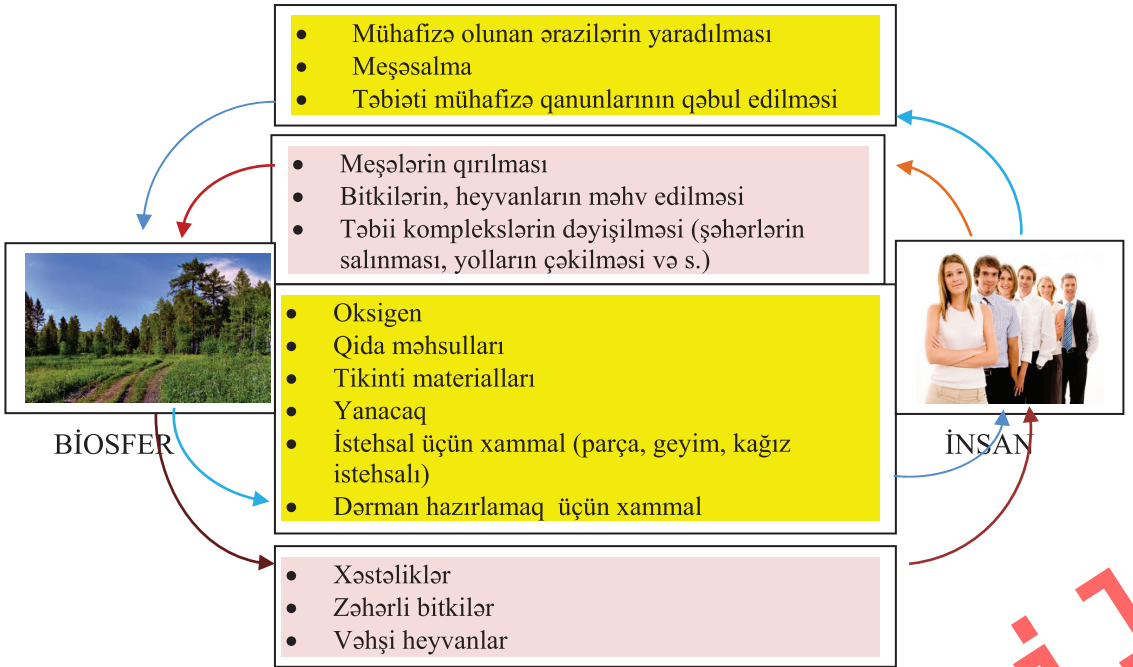 • Mühafizə olunan ərazilərin yaradılması
• Meşəsalma
• Təbiəti mühafizə qanunlarının qəbul edilməsi
• Meşələrin qırılması
• Bitkilərin, heyvanların məhv edilməsi
• Təbii komplekslərin dəyişilməsi (şəhərlərin
salınması, yolların çəkilməsi və s.)
• Oksigen
• Qida məhsulları
• Tikinti materialları
• Yanacaq
• İstehsal üçün xammal (parça, geyim, kağız
istehsalı)
• Dərman hazırlamaq üçün xammal
BİOSFER
İNSAN
• Xəstəliklər
• Zəhərli bitkilər
• Vəhşi heyvanlar